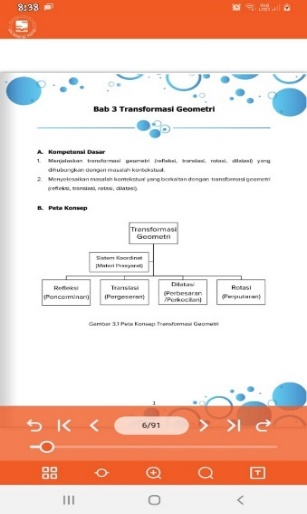 8:38
Bab 3 Transformasi Geometri
A. Kompetensi Dasar
1. Menjelaskan transformasi geometri (refleksi, translasi, rotasi, dilatasi) yang
dihubungkan dengan masalah kontekstual.
2. Menyelesaikan masalah kontekstual yang berkaitan dengan transformasi geometri
(refleksi, translasi, rotasi, dilatasi).
B. Peta Konsep
Transformasi
Geometri
Sistem Koordinat
(Materi Prasyarat)
Refleksi
(Pencerminan)
Translasi
(Pergeseran)
Dilatasi
(Perbesaran
/Perkecilan)
Rotasi
(Perputaran)
Gambar 3.1 Peta Konsep Transformasi Geometri
1
6/91